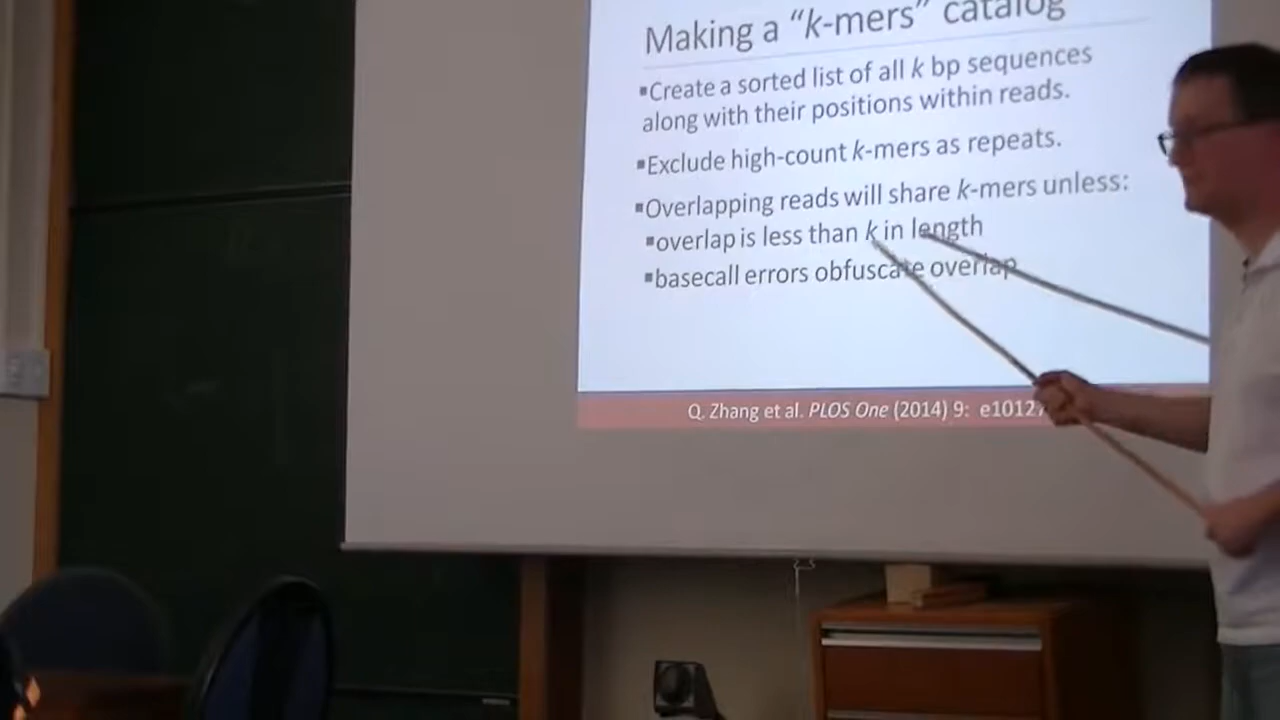 Making a “k-mers” catalog
▪Create a sorted list of all k bp sequences
along with their positions within reads.
▪Exclude high-count k-mers as repeats.
▪Overlapping reads will share k-mers unless:
▪overlap is less than k in length
▪basecall errors obfuscate overlap
Q. Zhang et al. PLOS One (2014) 9: e1012